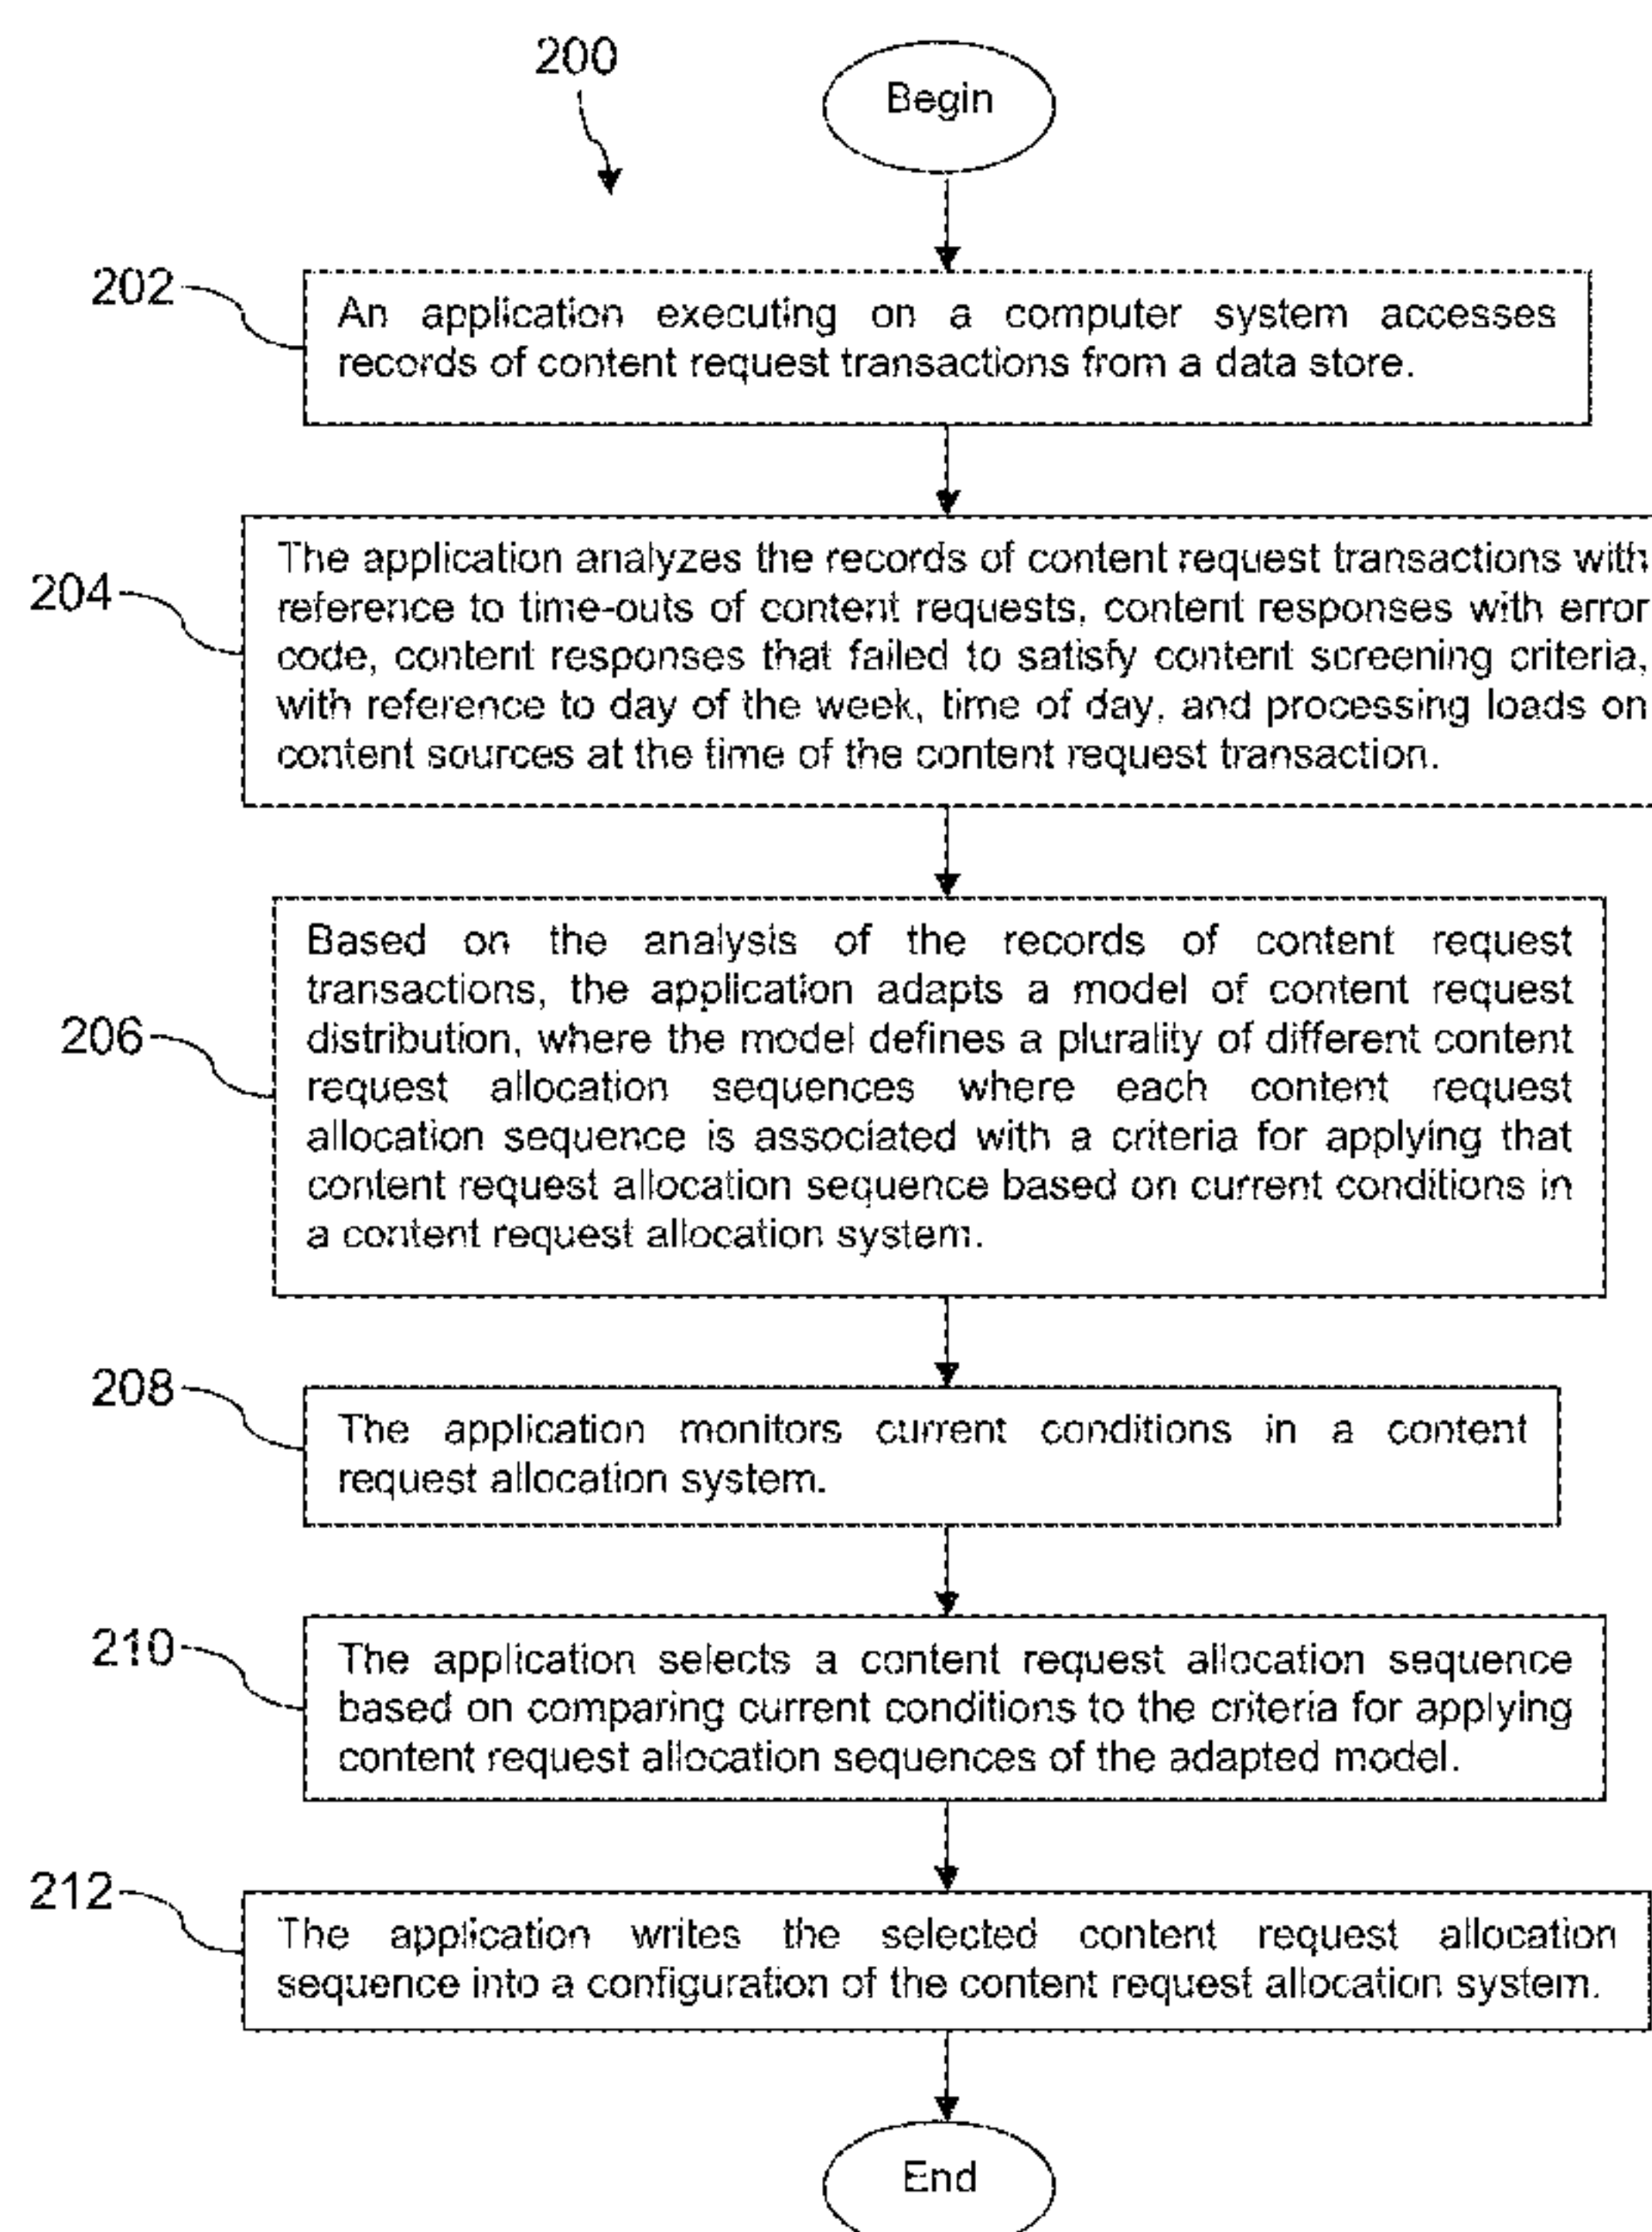 200
Begin
202
An application executing on a computer system accesses
records of content request transactions from a data store.
204
The application analyzes the records of content request transactions with
reference to time-outs of content requests, content responses with error
code, content responses that failed to satisfy content screening criteria,
with reference to day of the week, time of day, and processing loads on
content sources at the time of the content request transaction.
206
Based on the analysis of the records of content request
transactions, the application adapts a model of content request
distribution, where the model defines a plurality of different content
request allocation sequences where each content request
allocation sequence is associated with a criteria for applying that
content request allocation sequence based on current conditions in
a content request allocation system.
208
The application monitors current conditions in a content
request allocation system.
210
The application selects a content request allocation sequence
based on comparing current conditions to the criteria for applying
content request allocation sequences of the adapted model.
212
The application writes the selected content request allocation
sequence into a configuration of the content request allocation system.
End